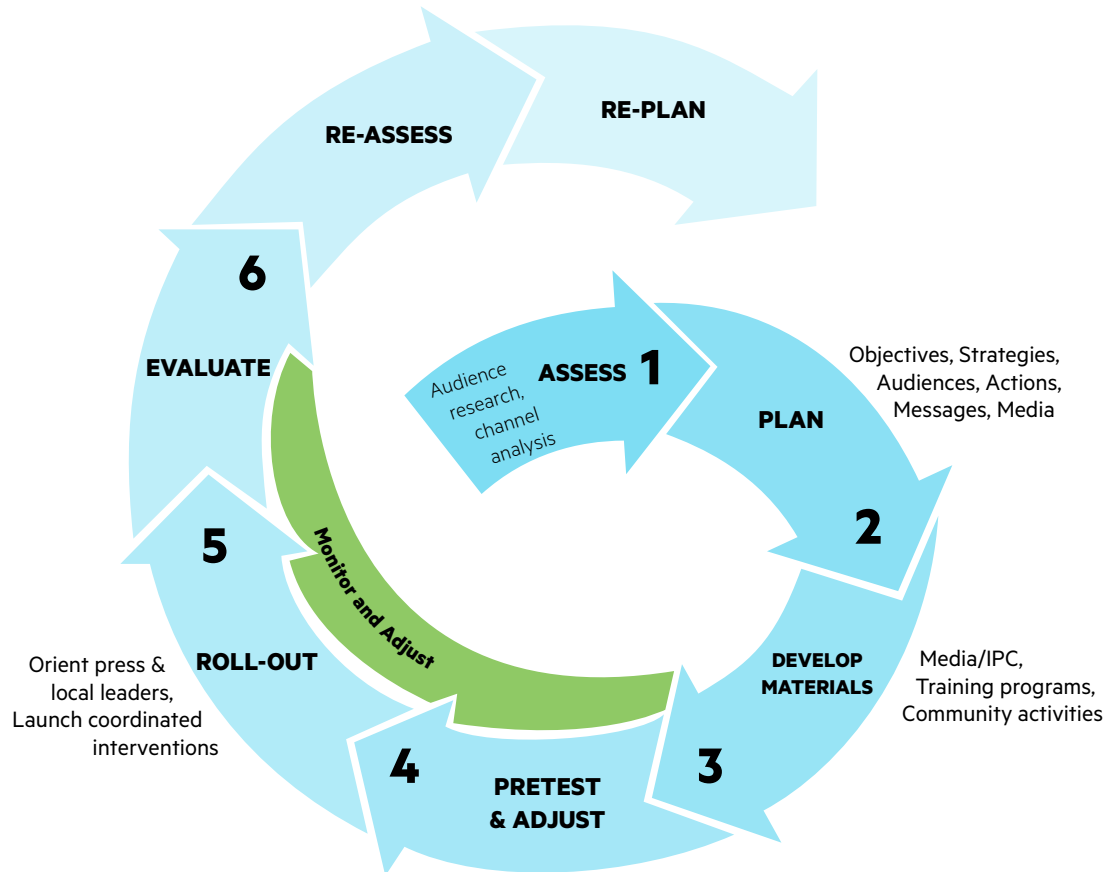 ASSESS 1
Audience
research,
channel
analysis
PLAN
2
Objectives, Strategies,
Audiences, Actions,
Messages, Media
DEVELOP
MATERIALS
3
Media/IPC,
Training programs,
Community activities
PRETEST
& ADJUST
4
ROLL-OUT
5
Orient press &
local leaders,
Launch coordinated
interventions
Monitor and Adjust
EVALUATE
6
RE-ASSESS
RE-PLAN